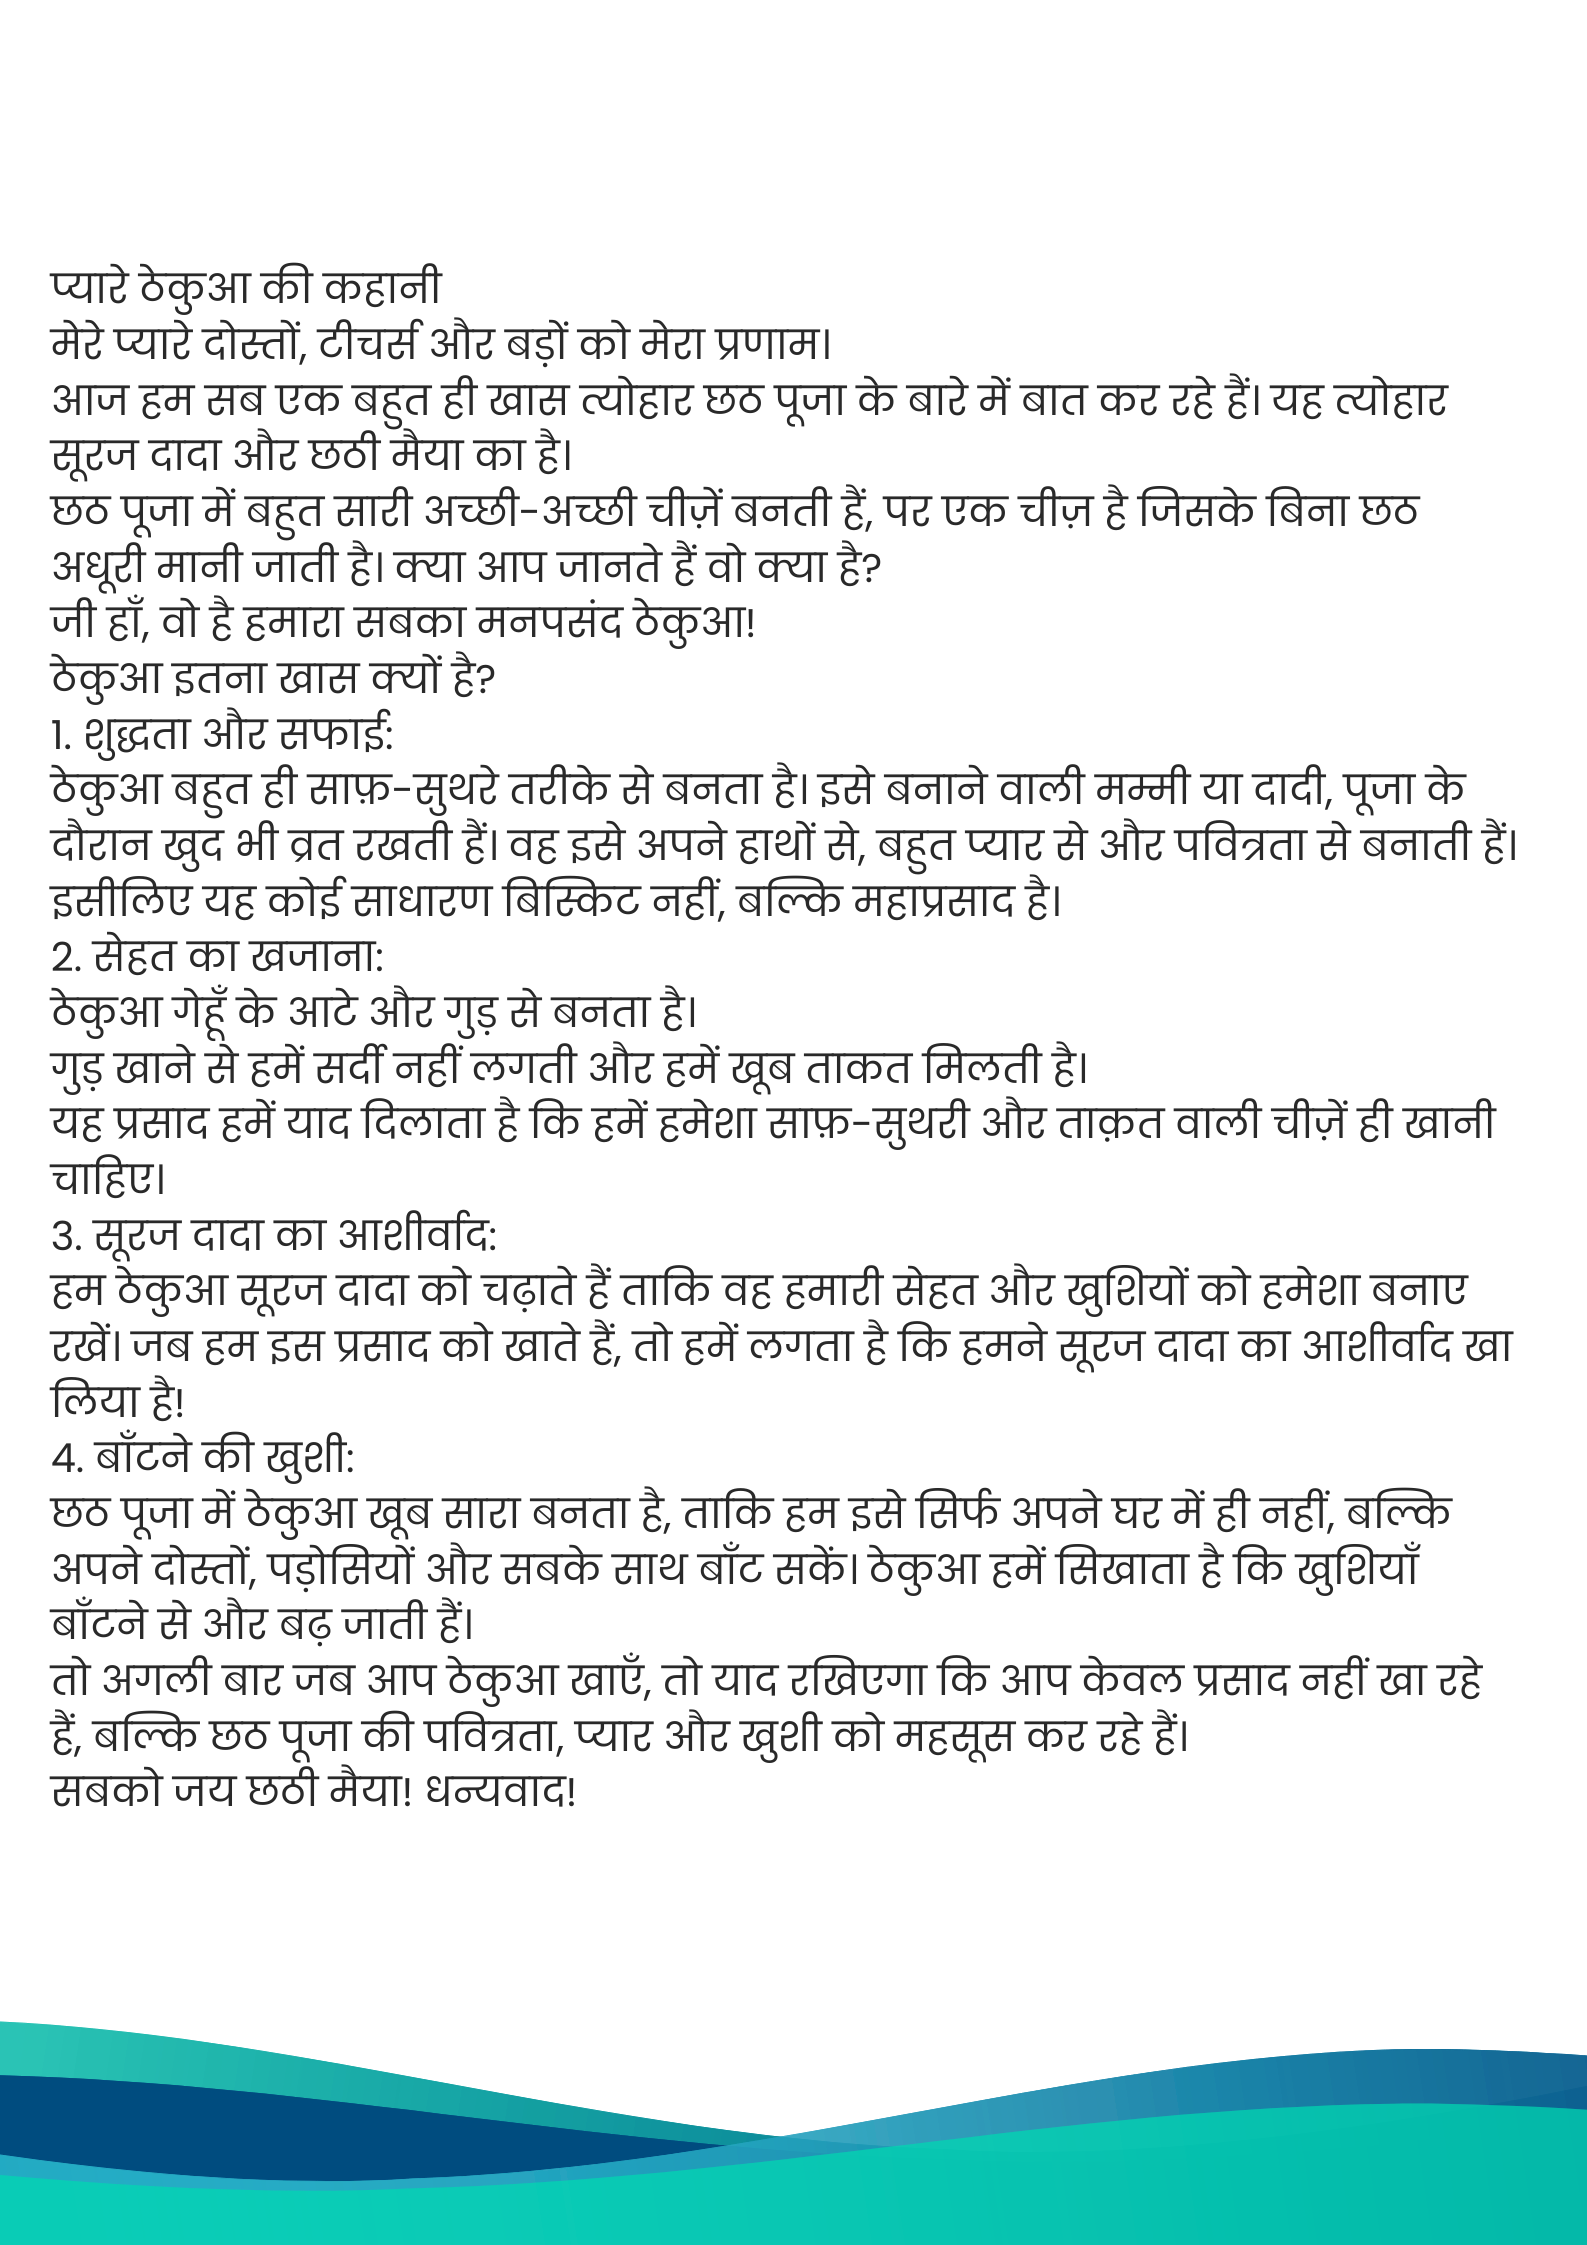 प्यारे ठेकुआ की कहानी
मेरे प्यारे दोस्तों, टीचर्स और बड़ों को मेरा प्रणाम।
आज हम सब एक बहुत ही खास त्योहार छठ पूजा के बारे में बात कर रहे हैं। यह त्योहार
सूरज दादा और छठी मैया का है।
छठ पूजा में बहुत सारी अच्छी-अच्छी चीज़ें बनती हैं, पर एक चीज़ है जिसके बिना छठ
अधूरी मानी जाती है। क्या आप जानते हैं वो क्या है?
जी हाँ, वो है हमारा सबका मनपसंद ठेकुआ!
ठेकुआ इतना खास क्यों है?
1. शुद्धता और सफाई:
ठेकुआ बहुत ही साफ़-सुथरे तरीके से बनता है। इसे बनाने वाली मम्मी या दादी, पूजा के
दौरान खुद भी व्रत रखती हैं। वह इसे अपने हाथों से, बहुत प्यार से और पवित्रता से बनाती हैं।
इसीलिए यह कोई साधारण बिस्किट नहीं, बल्कि महाप्रसाद है।
2. सेहत का खजाना:
ठेकुआ गेहूँ के आटे और गुड़ से बनता है।
गुड़ खाने से हमें सर्दी नहीं लगती और हमें खूब ताकत मिलती है।
यह प्रसाद हमें याद दिलाता है कि हमें हमेशा साफ़-सुथरी और ताक़त वाली चीज़ें ही खानी
चाहिए।
3. सूरज दादा का आशीर्वाद:
हम ठेकुआ सूरज दादा को चढ़ाते हैं ताकि वह हमारी सेहत और खुशियों को हमेशा बनाए
रखें। जब हम इस प्रसाद को खाते हैं, तो हमें लगता है कि हमने सूरज दादा का आशीर्वाद खा
लिया है!
4. बाँटने की खुशी:
छठ पूजा में ठेकुआ खूब सारा बनता है, ताकि हम इसे सिर्फ अपने घर में ही नहीं, बल्कि
अपने दोस्तों, पड़ोसियों और सबके साथ बाँट सकें। ठेकुआ हमें सिखाता है कि खुशियाँ
बाँटने से और बढ़ जाती हैं।
तो अगली बार जब आप ठेकुआ खाएँ, तो याद रखिएगा कि आप केवल प्रसाद नहीं खा रहे
हैं, बल्कि छठ पूजा की पवित्रता, प्यार और खुशी को महसूस कर रहे हैं।
सबको जय छठी मैया! धन्यवाद!